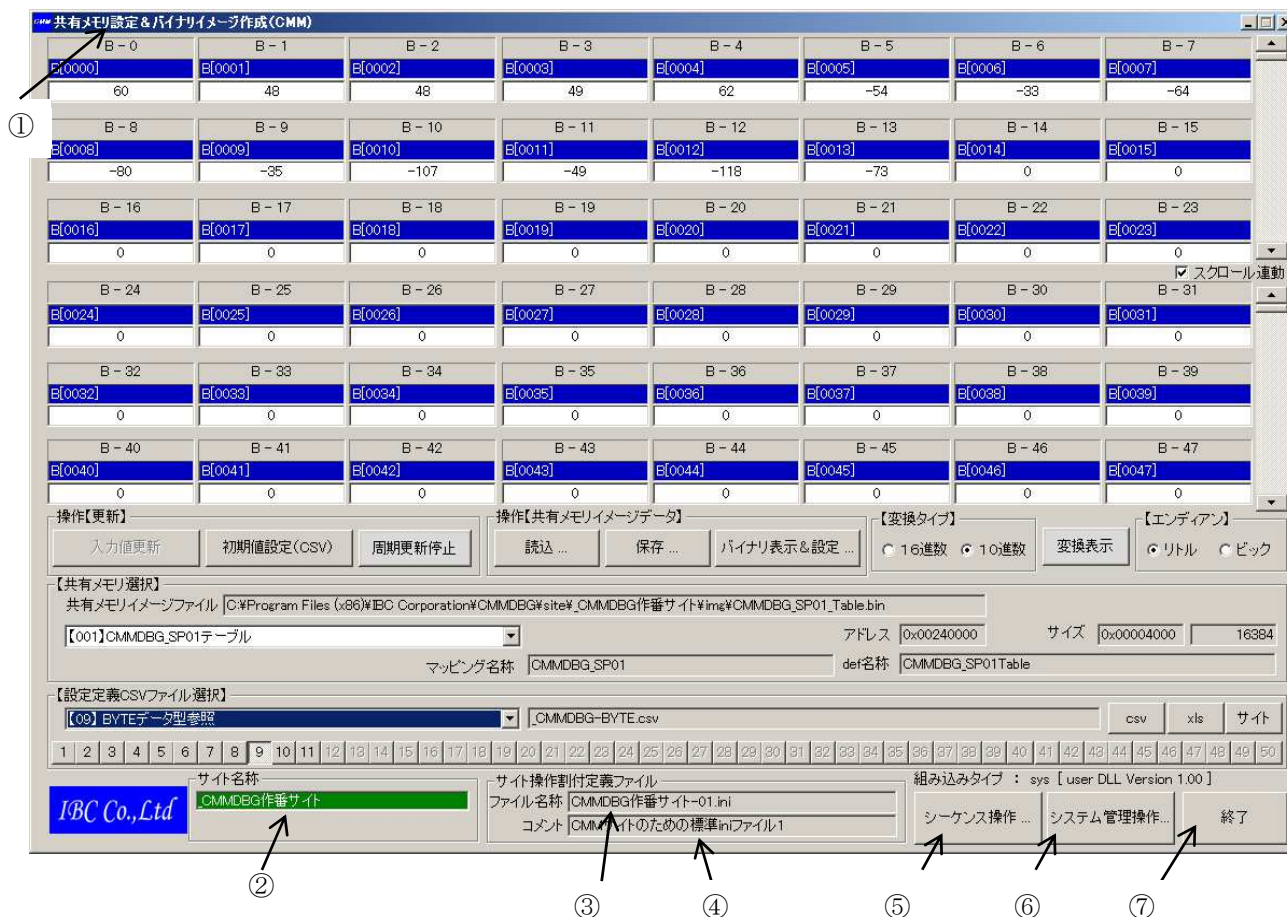 共有メモリ設定＆バイナリイメージ作成(CMM)
B - 0 B - 1 B - 2 B - 3 B - 4 B - 5 B - 6 B - 7
B[0000] B[0001] B[0002] B[0003] B[0004] B[0005] B[0006] B[0007]
60 48 48 49 62 -54 -33 -64
①
B - 8 B - 9 B - 10 B - 11 B - 12 B - 13 B - 14 B - 15
B[0008] B[0009] B[0010] B[0011] B[0012] B[0013] B[0014] B[0015]
-80 -35 -107 -49 -118 -73 0 0
B - 16 B - 17 B - 18 B - 19 B - 20 B - 21 B - 22 B - 23
B[0016] B[0017] B[0018] B[0019] B[0020] B[0021] B[0022] B[0023]
0 0 0 0 0 0 0 0
スクロール連動
B - 24 B - 25 B - 26 B - 27 B - 28 B - 29 B - 30 B - 31
B[0024] B[0025] B[0026] B[0027] B[0028] B[0029] B[0030] B[0031]
0 0 0 0 0 0 0 0
B - 32 B - 33 B - 34 B - 35 B - 36 B - 37 B - 38 B - 39
B[0032] B[0033] B[0034] B[0035] B[0036] B[0037] B[0038] B[0039]
0 0 0 0 0 0 0 0
B - 40 B - 41 B - 42 B - 43 B - 44 B - 45 B - 46 B - 47
B[0040] B[0041] B[0042] B[0043] B[0044] B[0045] B[0046] B[0047]
0 0 0 0 0 0 0 0
操作【更新】 操作【共有メモリイメージデータ】 【変換タイプ】 【エンディアン】
入力値更新 初期値設定(CSV) 周期更新停止 読込 ... 保存 ... バイナリ表示＆設定 ... 16進数 10進数 変換表示 リトル ビック
【共有メモリ選択】
共有メモリイメージファイル C:¥Program Files (x86)¥IBC Corporation¥CMMDBG¥site¥_CMMDBG作番サイト¥img¥CMMDBG_SP01_Table.bin
【001】CMMDBG_SP01テーブル アドレス 0x00240000 サイズ 0x00004000 16384
マッピング名称 CMMDBG_SP01 def名称 CMMDBG_SP01Table
【設定定義CSVファイル選択】
【09】BYTEデータ型参照 _CMMDBG-BYTE.csv csv xls サイト
1 2 3 4 5 6 7 8 9 10 11 12 13 14 15 16 17 18 19 20 21 22 23 24 25 26 27 28 29 30 31 32 33 34 35 36 37 38 39 40 41 42 43 44 45 46 47 48 49 50
サイト名称 サイト操作割付定義ファイル 組み込みタイプ ： sys [ user DLL Version 1.00 ]
IBC Co.,Ltd _CMMDBG作番サイト ファイル名称 CMMDBG作番サイト-01.ini
コメント CMMサイトのための標準iniファイル1
シーケンス操作 ... システム管理操作... 終了
② ③ ④ ⑤ ⑥ ⑦